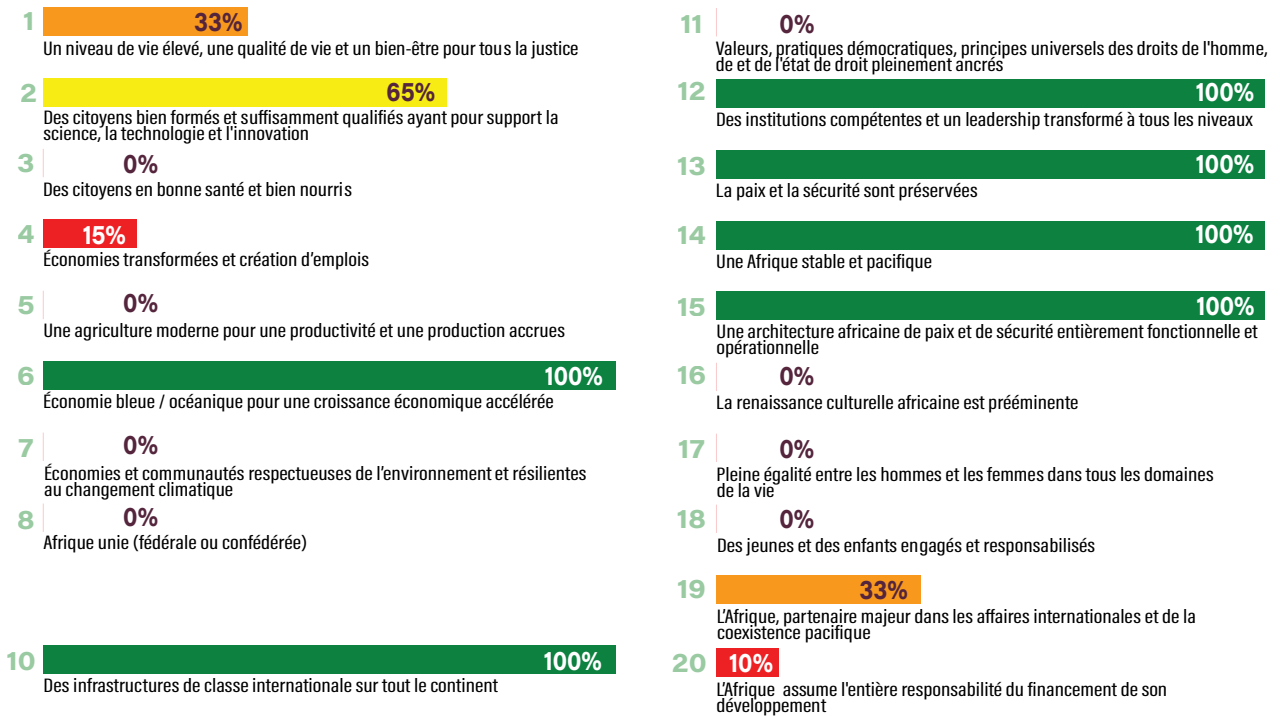 1
33%
Un niveau de vie élevé, une qualité de vie et un bien-être pour tous la justice
2
65%
Des citoyens bien formés et suffisamment qualifiés ayant pour support la
science, la technologie et l'innovation
3
0%
Des citoyens en bonne santé et bien nourris
4
15%
Économies transformées et création d'emplois
5
0%
Une agriculture moderne pour une productivité et une production accrues
6
100%
Économie bleue / océanique pour une croissance économique accélérée
7
0%
Économies et communautés respectueuses de l'environnement et résilientes
au changement climatique
8
0%
Afrique unie (fédérale ou confédérée)
10
100%
Des infrastructures de classe internationale sur tout le continent
11
0%
Valeurs, pratiques démocratiques, principes universels des droits de l'homme,
de et de l'état de droit pleinement ancrés
12
100%
Des institutions compétentes et un leadership transformé à tous les niveaux
13
100%
La paix et la sécurité sont préservées
14
100%
Une Afrique stable et pacifique
15
100%
Une architecture africaine de paix et de sécurité entièrement fonctionnelle et
opérationnelle
16
0%
La renaissance culturelle africaine est prééminente
17
0%
Pleine égalité entre les hommes et les femmes dans tous les domaines
de la vie
18
0%
Des jeunes et des enfants engagés et responsabilisés
19
33%
L'Afrique, partenaire majeur dans les affaires internationales et de la
coexistence pacifique
20
10%
L'Afrique assume l'entière responsabilité du financement de son
développement